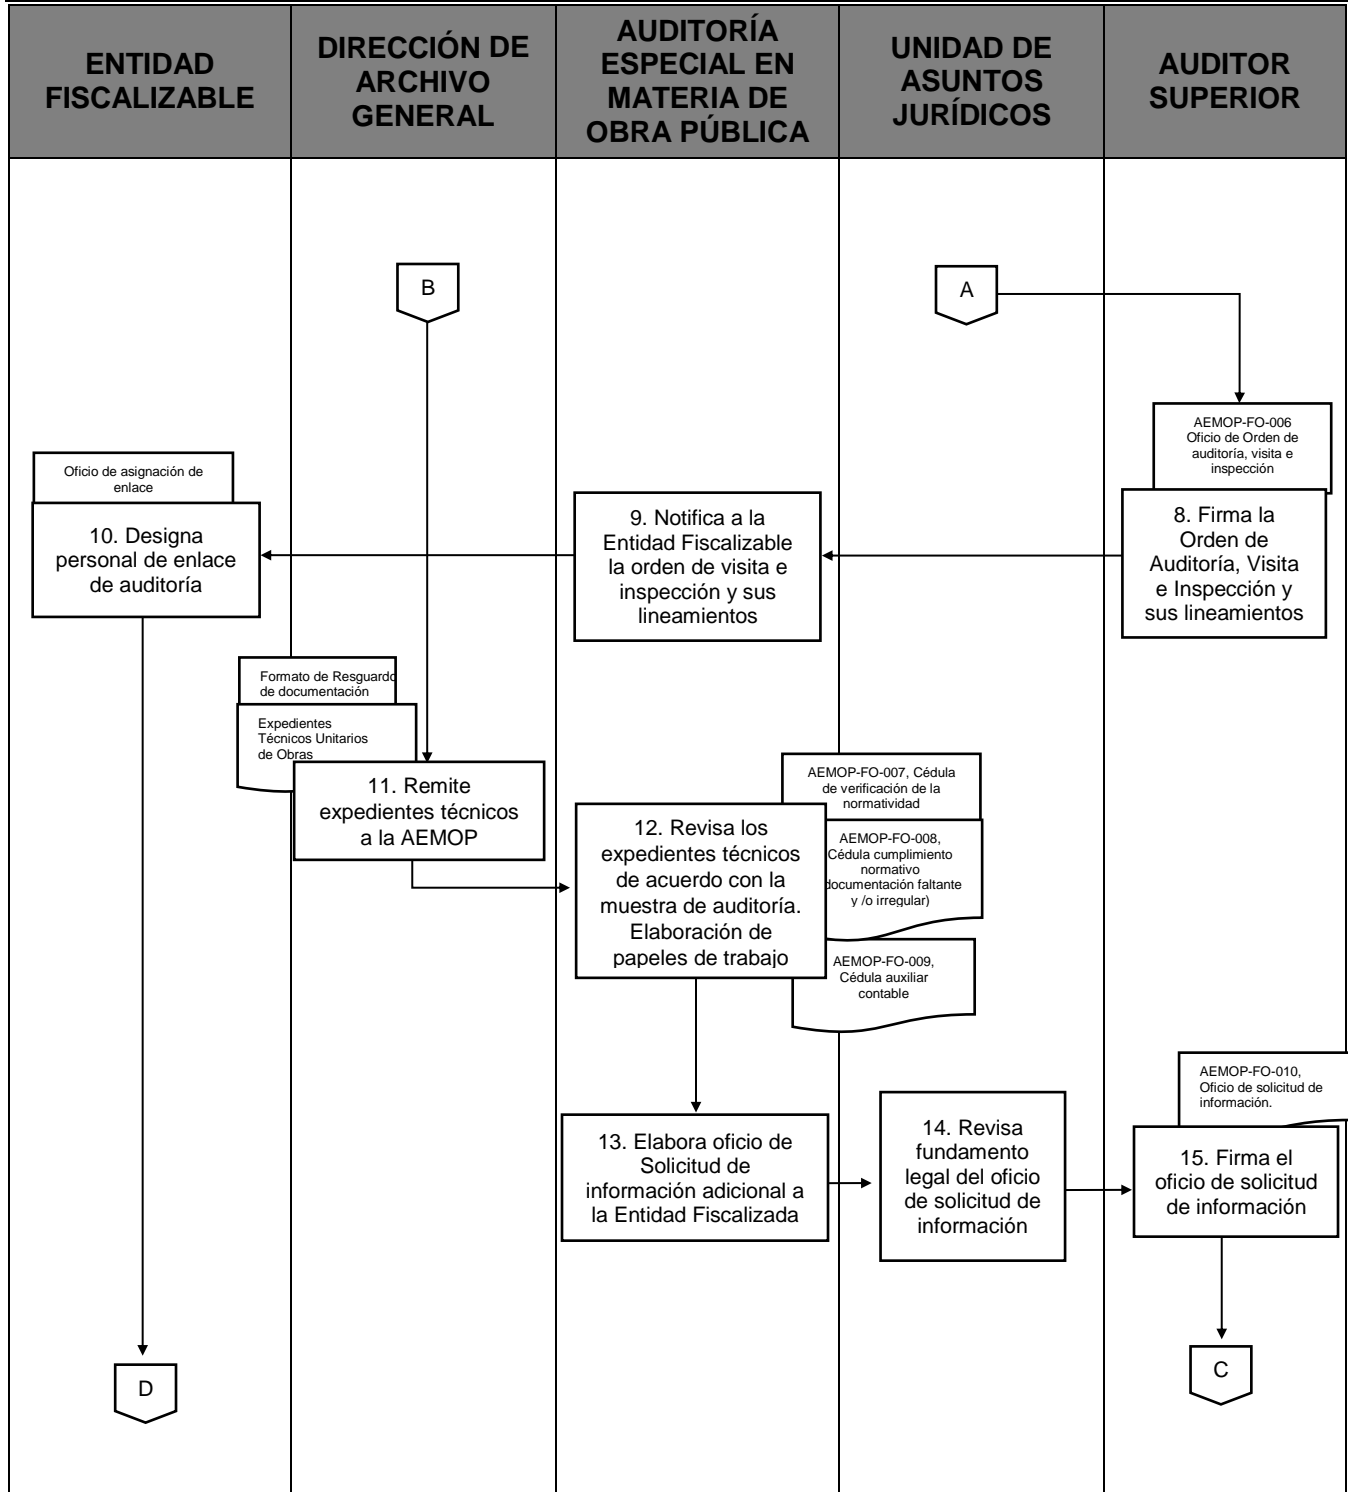 ENTIDAD
FISCALIZABLE
DIRECCIÓN DE
ARCHIVO
GENERAL
AUDITORÍA
ESPECIAL EN
MATERIA DE
OBRA PÚBLICA
UNIDAD DE
ASUNTOS
JURÍDICOS
AUDITOR
SUPERIOR
B
A
AEMOP-FO-006
Oficio de Orden de
auditoría, visita e
inspección
8. Firma la
Orden de
Auditoría, Visita
e Inspección y
sus lineamientos
9. Notifica a la
Entidad Fiscalizable
la orden de visita e
inspección y sus
lineamientos
Oficio de asignación de
enlace
10. Designa
personal de enlace
de auditoría
Formato de Resguardo
de documentación
Expedientes
Técnicos Unitarios
de Obras
11. Remite
expedientes técnicos
a la AEMOP
12. Revisa los
expedientes técnicos
de acuerdo con la
muestra de auditoría.
Elaboración de
papeles de trabajo
AEMOP-FO-007, Cédula
de verificación de la
normatividad
AEMOP-FO-008,
Cédula cumplimiento
normativo
documentación faltante
y /o irregular)
AEMOP-FO-009,
Cédula auxiliar
contable
13. Elabora oficio de
Solicitud de
información adicional a
la Entidad Fiscalizada
14. Revisa
fundamento
legal del oficio
de solicitud de
información
AEMOP-FO-010,
Oficio de solicitud de
información.
15. Firma el
oficio de solicitud
de información
D
C